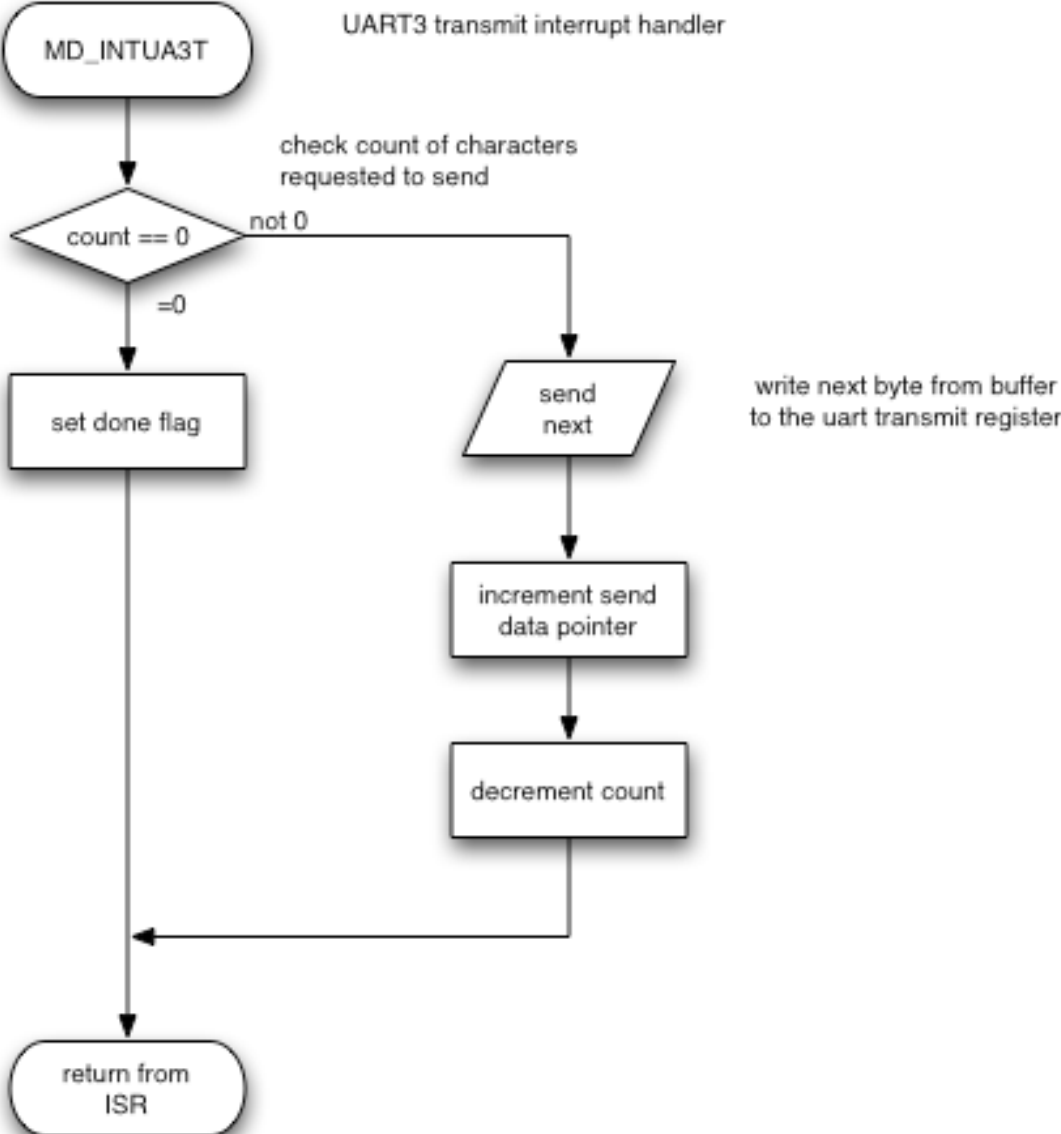 UART3 transmit interrupt handler
MD_INTUA3T
check count of characters
requested to send
count == 0
not 0
=0
set done flag
send
next
write next byte from buffer
to the uart transmit register
increment send
data pointer
decrement count
return from
ISR